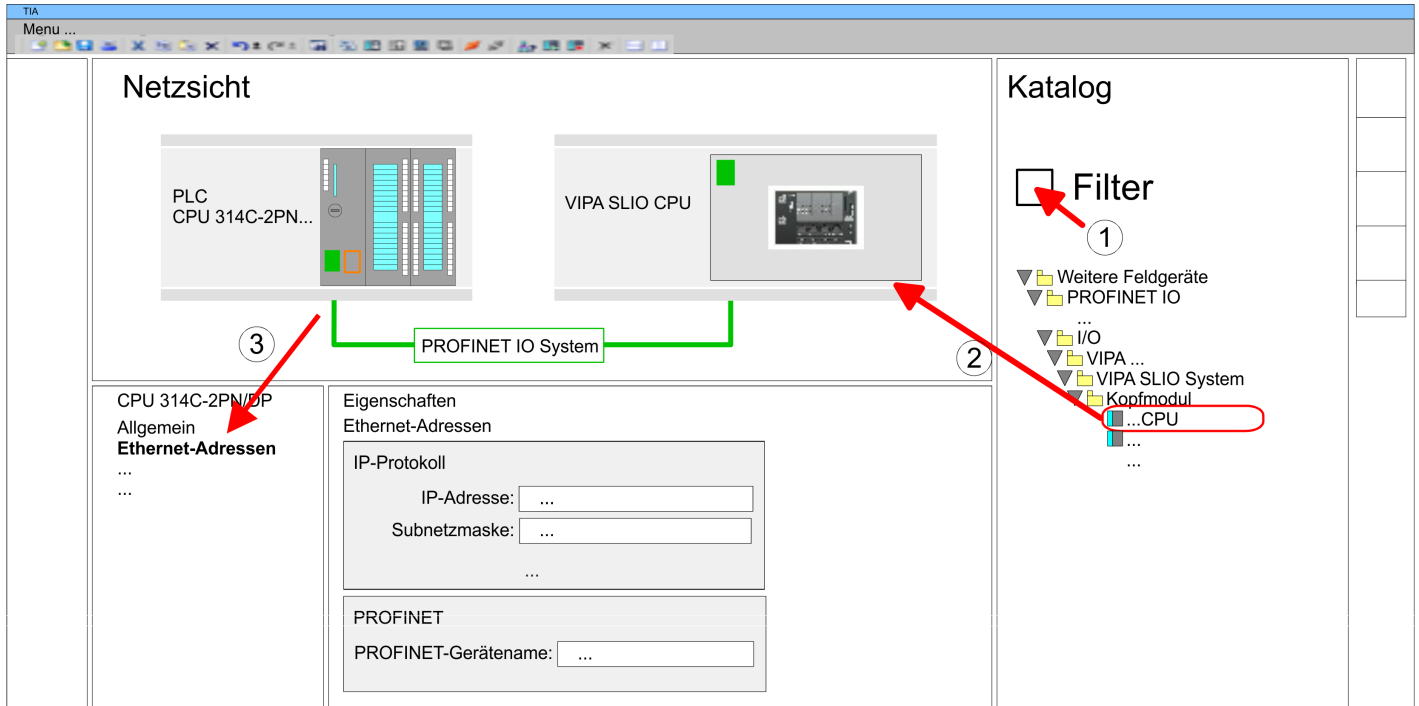 TIA
Menu ...
Netzsicht
PLC
CPU 314C-2PN...
VIPA SLIO CPU
PROFINET IO System
3
2
Katalog
Filter
1
Weitere Feldgeräte
PROFINET IO
...
I/O
VIPA ...
VIPA SLIO System
Kopfmodul
...CPU
...
...
CPU 314C-2PN/DP
Allgemein
Ethernet-Adressen
...
...
Eigenschaften
Ethernet-Adressen
IP-Protokoll
IP-Adresse: ...
Subnetzmaske: ...
...
PROFINET
PROFINET-Gerätename: ...